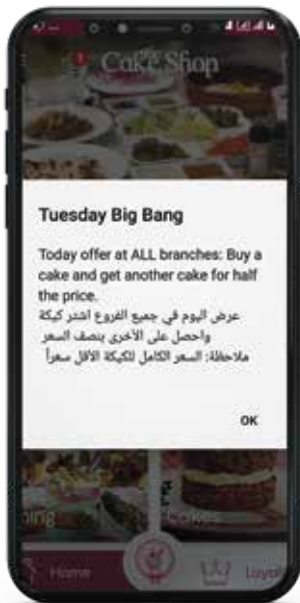 Cake Shop
Tuesday Big Bang
Today offer at ALL branches: Buy a
cake and get another cake for half
the price.
عرض اليوم في جميع الفروع اشتر كيكة
واحصل على الأخرى بنصف السعر
ملاحظة: السعر الكامل للكيكة الأقل سعراً
OK
Cakes
Home